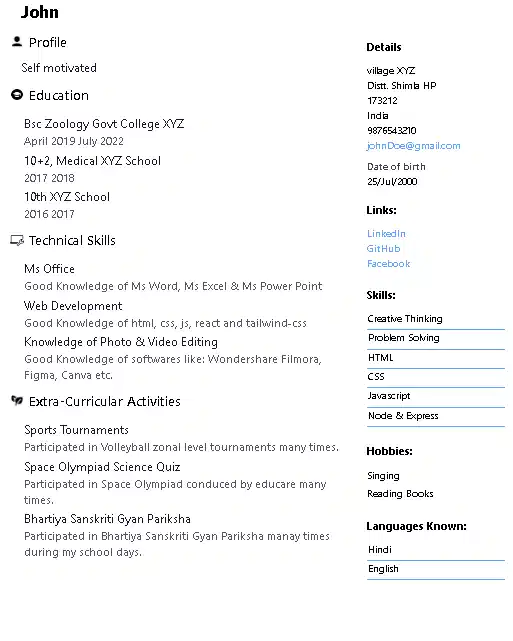 John
Profile
Self motivated
Education
Bsc Zoology Govt College XYZ
April 2019 July 2022
10+2, Medical XYZ School
2017 2018
10th XYZ School
2016 2017
Technical Skills
Ms Office
Good Knowledge of Ms Word, Ms Excel & Ms Power Point
Web Development
Good Knowledge of html, css, js, react and tailwind-css
Knowledge of Photo & Video Editing
Good Knowledge of softwares like: Wondershare Filmora,
Figma, Canva etc.
Extra-Curricular Activities
Sports Tournaments
Participated in Volleyball zonal level tournaments many times.
Space Olympiad Science Quiz
Participated in Space Olympiad conduced by educare many
times.
Bhartiya Sanskriti Gyan Pariksha
Participated in Bhartiya Sanskriti Gyan Pariksha manay times
during my school days.
Details
village XYZ
Distt. Shimla HP
173212
India
9876543210
johnDoe@gmail.com
Date of birth
25/Jul/2000
Links:
LinkedIn
GitHub
Facebook
Skills:
Creative Thinking
Problem Solving
HTML
CSS
Javascript
Node & Express
Hobbies:
Singing
Reading Books
Languages Known:
Hindi
English